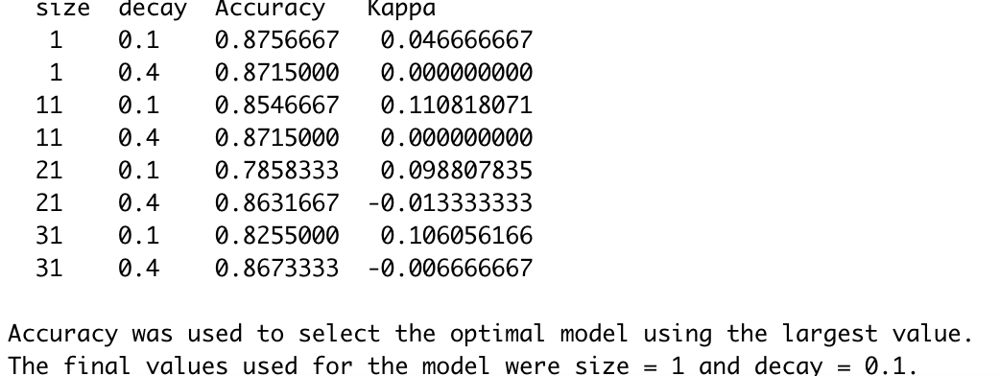 size decay Accuracy Kappa
1 0.1 0.8756667 0.046666667
1 0.4 0.8715000 0.000000000
11 0.1 0.8546667 0.110818071
11 0.4 0.8715000 0.000000000
21 0.1 0.7858333 0.098807835
21 0.4 0.8631667 -0.013333333
31 0.1 0.8255000 0.106056166
31 0.4 0.8673333 -0.006666667
Accuracy was used to select the optimal model using the largest value.
The final values used for the model were size = 1 and decay = 0.1.